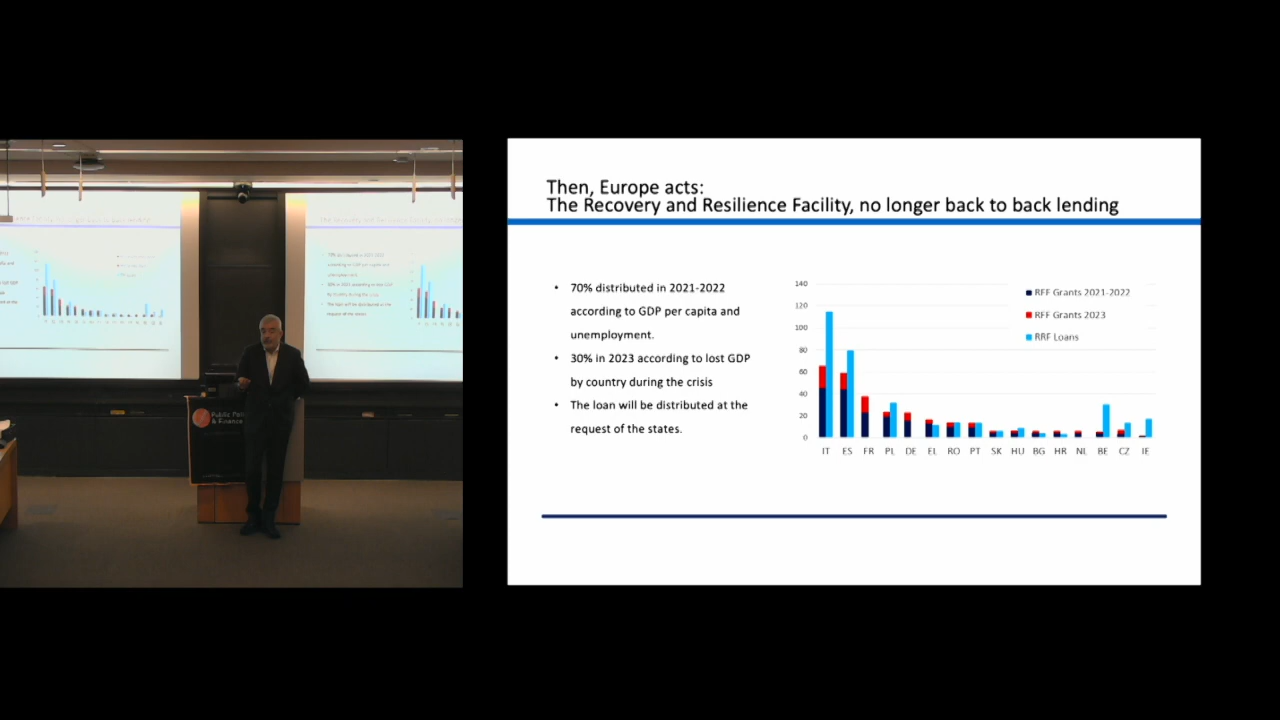 Then, Europe acts:
The Recovery and Resilience Facility, no longer back to back lending
• 70% distributed in 2021-2022
according to GDP per capita and
unemployment.
• 30% in 2023 according to lost GDP
by country during the crisis
• The loan will be distributed at the
request of the states.
140
120
100
80
60
40
20
0
RFF Grants 2021-2022
RFF Grants 2023
RRF Loans
IT ES FR PL DE EL RO PT SK HU BG HR NL BE CZ IE
Public Poli
& Finance